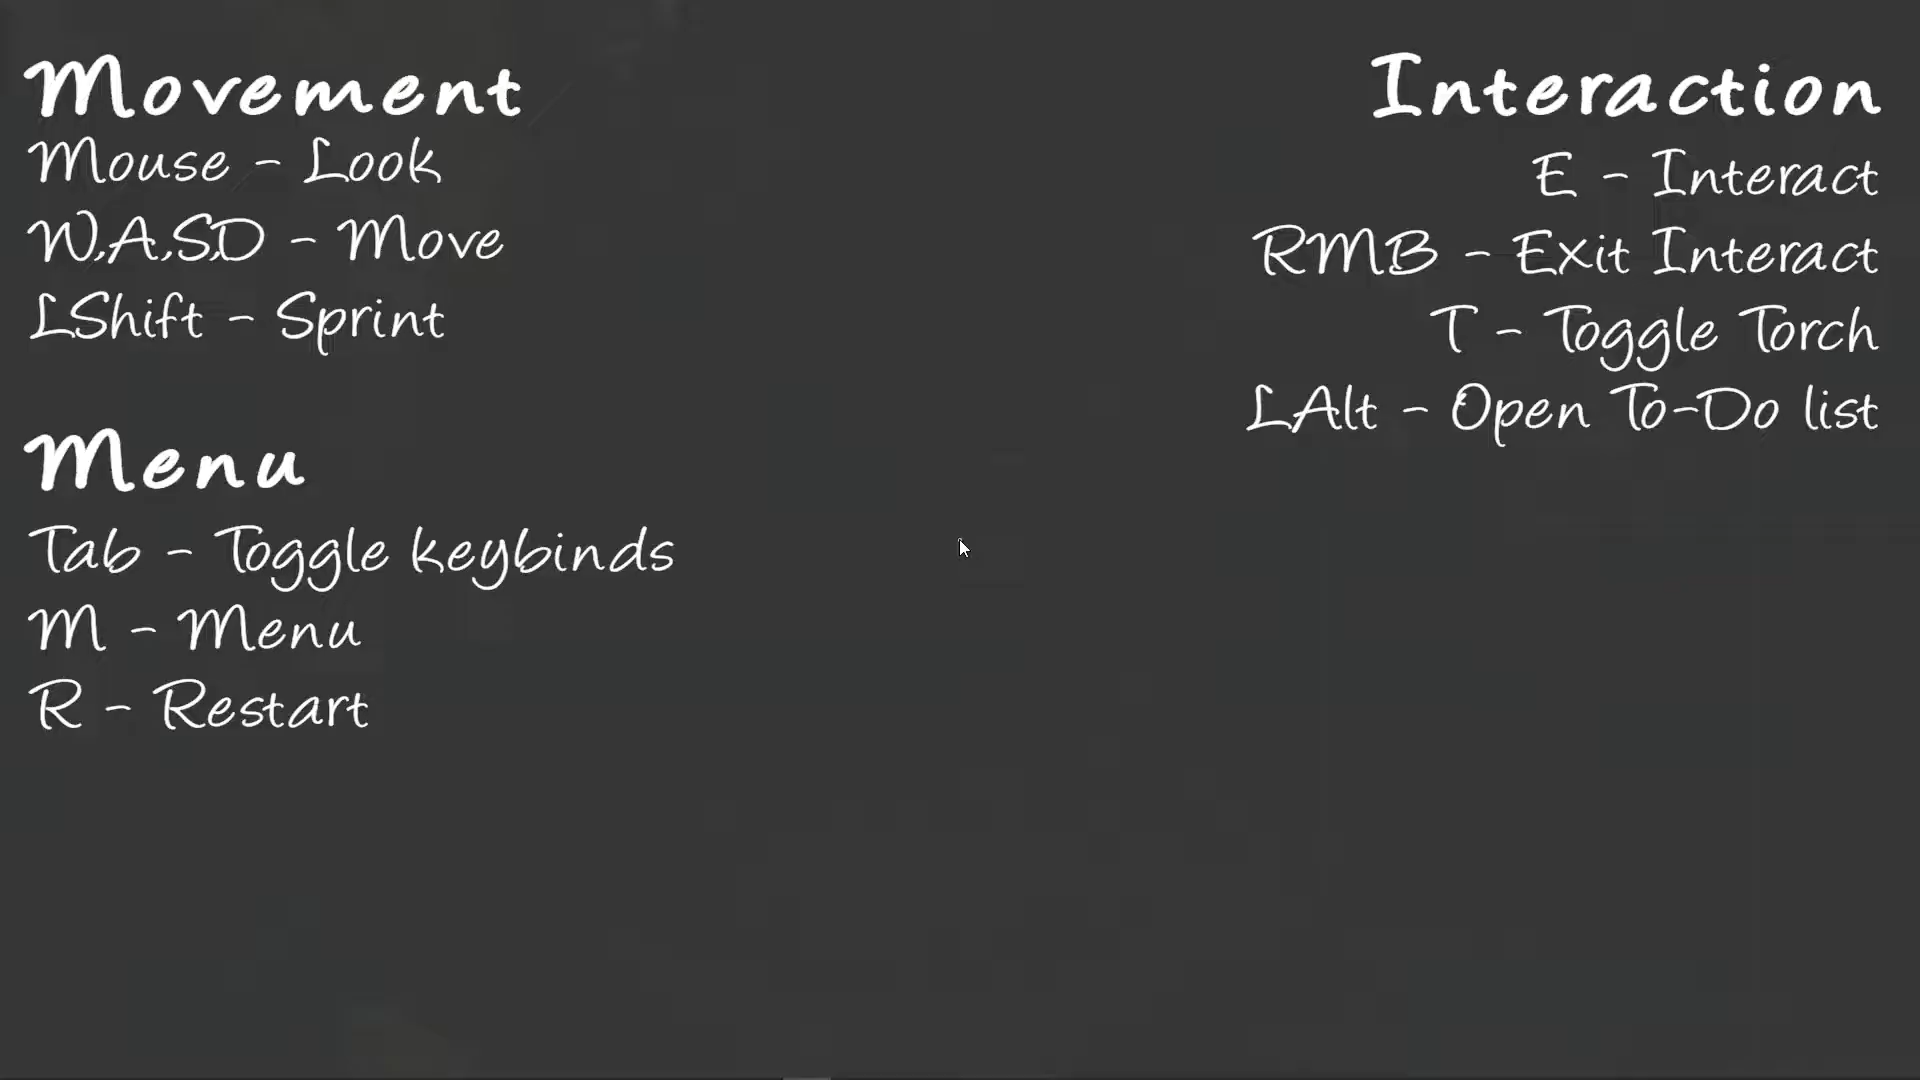 Movement
Mouse - Look
W,A,S,D - Move
LShift - Sprint
Menu
Tab - Toggle keybinds
M - Menu
R - Restart
Interaction
E - Interact
RMB - Exit Interact
T - Toggle Torch
LAlt - Open To-Do list